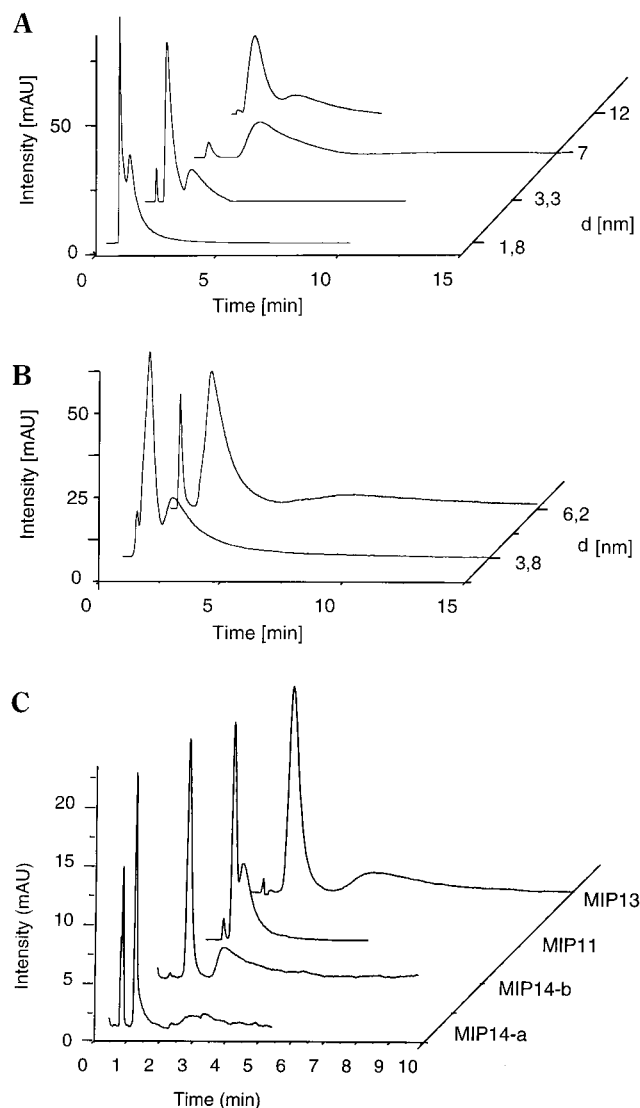 A
Intensity [mAU]
50
0
0
5
10
15
Time [min]
12
7
3,3
1,8
d [nm]
B
Intensity [mAU]
50
25
0
0
5
10
15
Time [min]
6,2
3,8
d [nm]
C
Intensity (mAU)
20
15
10
5
0
0 1 2 3 4 5 6 7 8 9 10
Time (min)
MIP13
MIP11
MIP14-b
MIP14-a